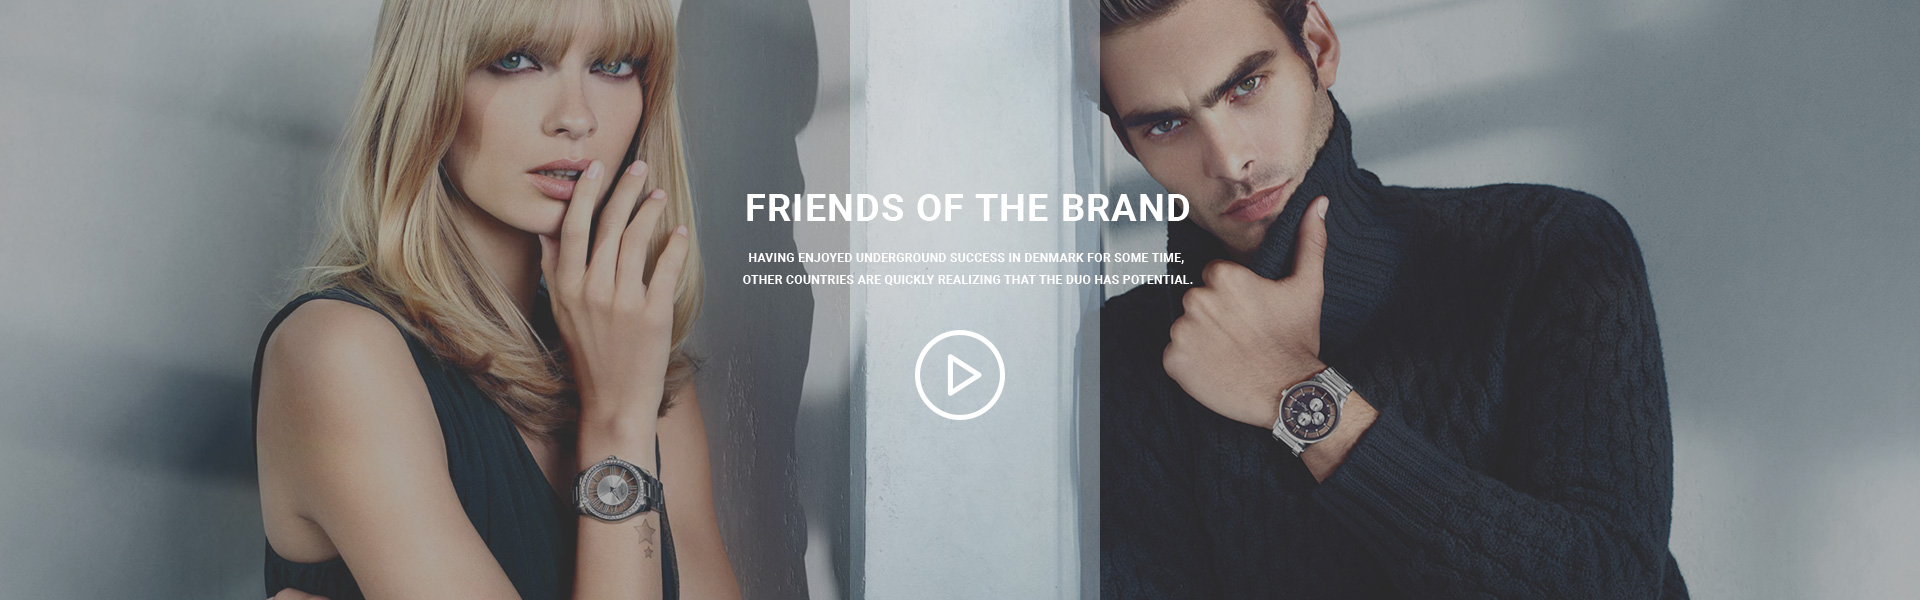 FRIENDS OF THE BRAND
HAVING ENJOYED UNDERGROUND SUCCESS IN DENMARK FOR SOME TIME,
OTHER COUNTRIES ARE QUICKLY REALIZING THAT THE DUO HAS POTENTIAL.